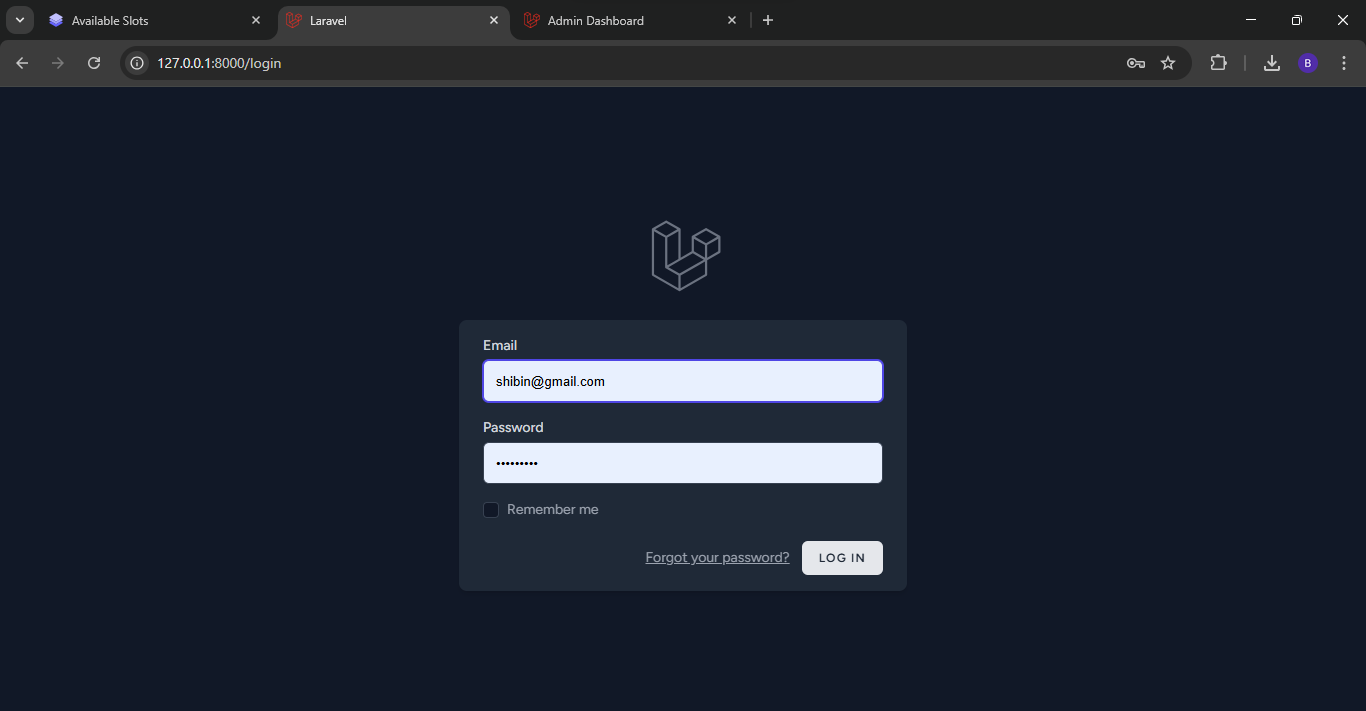 Available Slots
Laravel
Admin Dashboard
127.0.0.1:8000/login
B
Email
shibin@gmail.com
Password
•••••••••
Remember me
Forgot your password?
LOG IN